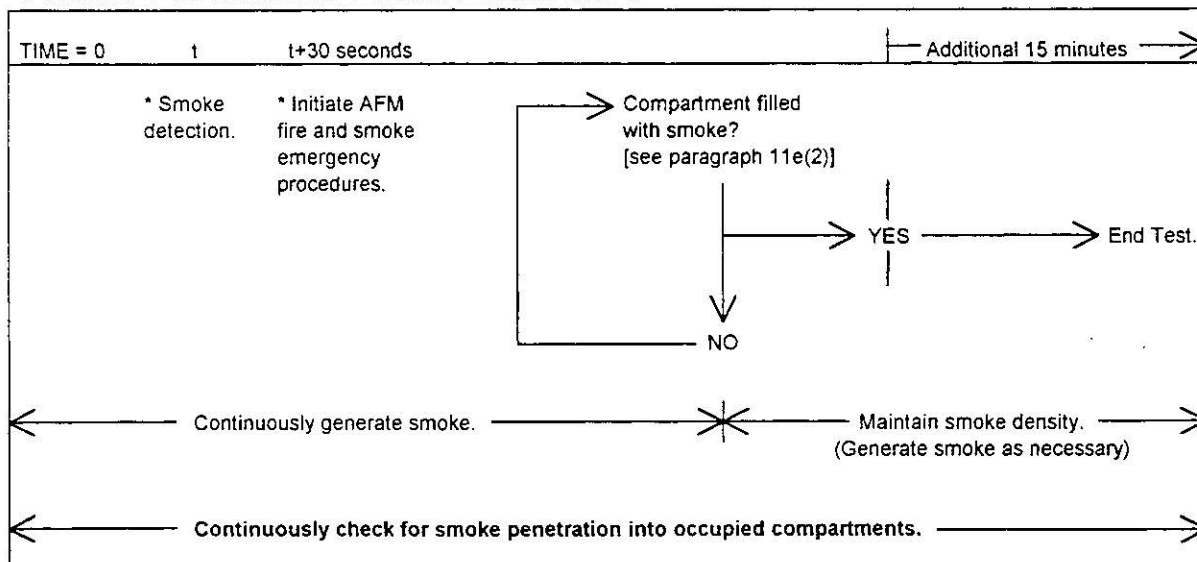 TIME = 0 t t+30 seconds Additional 15 minutes
* Smoke
detection.
* Initiate AFM
fire and smoke
emergency
procedures.
Compartment filled
with smoke?
[see paragraph 11e(2)]
YES
End Test.
NO
Continuously generate smoke.
Maintain smoke density.
(Generate smoke as necessary)
Continuously check for smoke penetration into occupied compartments.